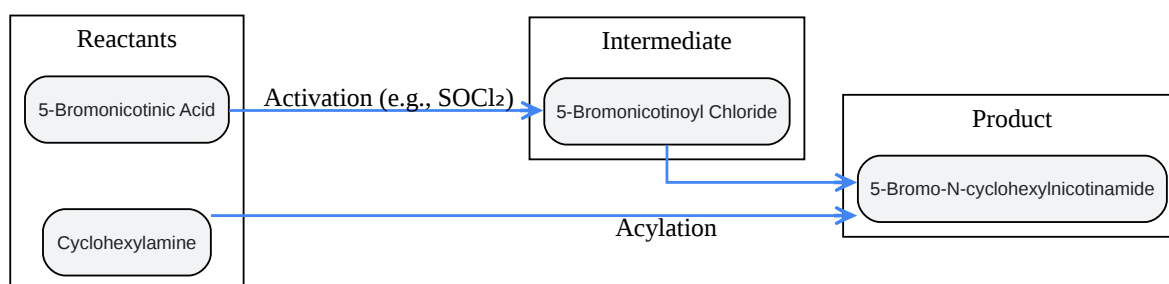 Reactants
5-Bromonicotinic Acid
Cyclohexylamine
Activation (e.g., SOCl₂)
Intermediate
5-Bromonicotinoyl Chloride
Acylation
Product
5-Bromo-N-cyclohexylnicotinamide